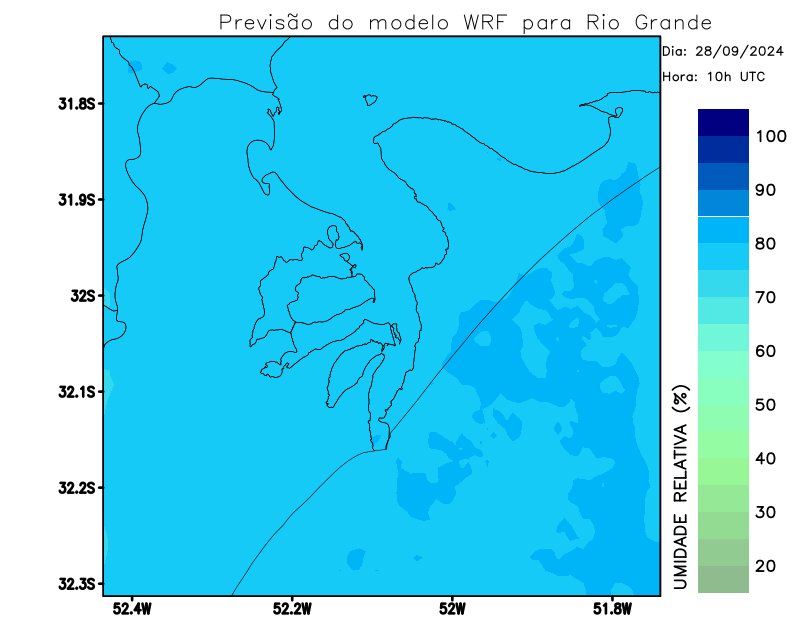 Previsão do modelo WRF para Rio Grande
Dia: 28/09/2024
Hora: 10h UTC
31.8S
31.9S
32S
32.1S
32.2S
32.3S
52.4W
52.2W
52W
51.8W
100
90
80
70
60
50
40
30
20
UMIDADE RELATIVA (%)